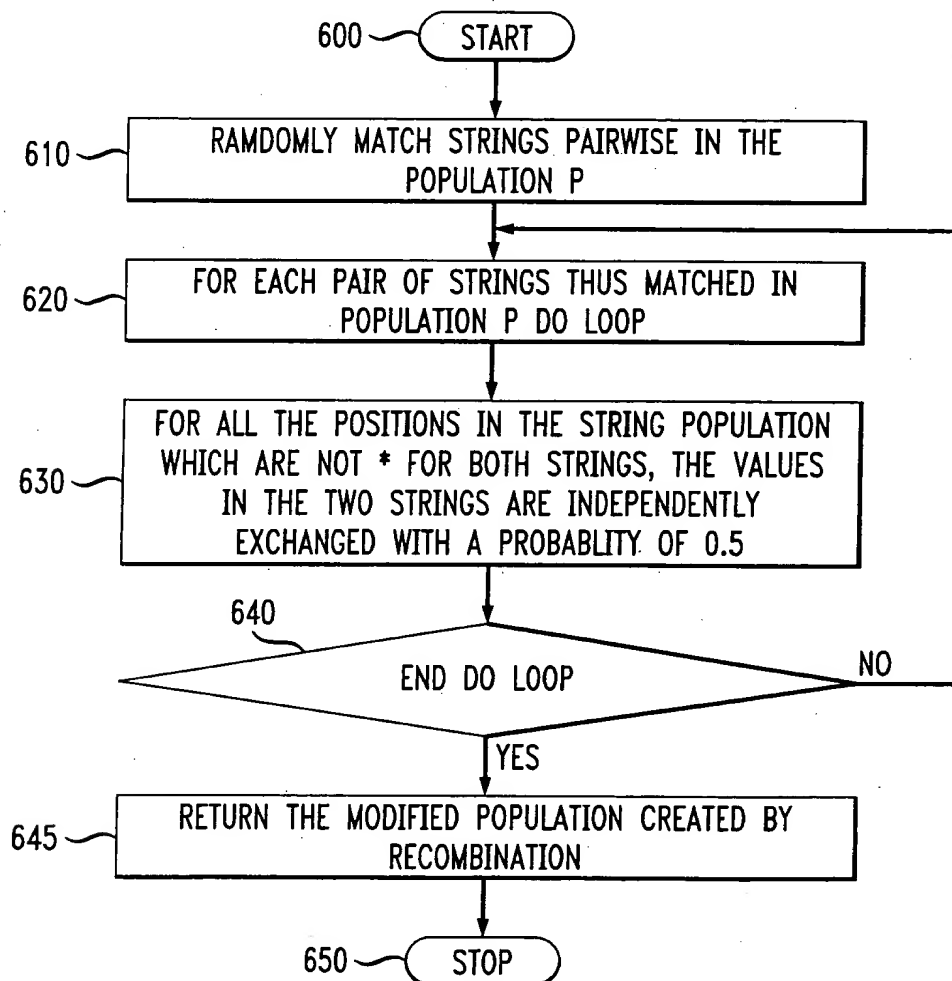 600
START
610
RAMDOMLY MATCH STRINGS PAIRWISE IN THE
POPULATION P
620
FOR EACH PAIR OF STRINGS THUS MATCHED IN
POPULATION P DO LOOP
630
FOR ALL THE POSITIONS IN THE STRING POPULATION
WHICH ARE NOT * FOR BOTH STRINGS, THE VALUES
IN THE TWO STRINGS ARE INDEPENDENTLY
EXCHANGED WITH A PROBABLITY OF 0.5
640
END DO LOOP
NO
YES
645
RETURN THE MODIFIED POPULATION CREATED BY
RECOMBINATION
650
STOP